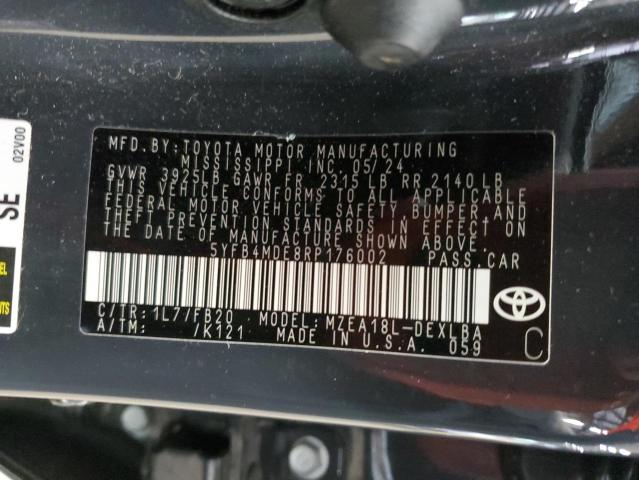 MFD. BY: TOYOTA MOTOR MANUFACTURING
MISSISSIPPI, INC. 05/24
GVWR 3925LB GAWR FR 2315 LB RR 2140 LB
THIS VEHICLE CONFORMS TO ALL APPLICABLE
FEDERAL MOTOR VEHICLE SAFETY, BUMPER AND
THEFT PREVENTION STANDARDS IN EFFECT ON
THE DATE OF MANUFACTURE SHOWN ABOVE.
5YFB4MDE8RP176002 PASS. CAR
C/TR: 1L77/FB20 MODEL: MZEA18L-DEXLBA
A/TM: /K121 MADE IN U.S.A. 059
C
02V00
SE